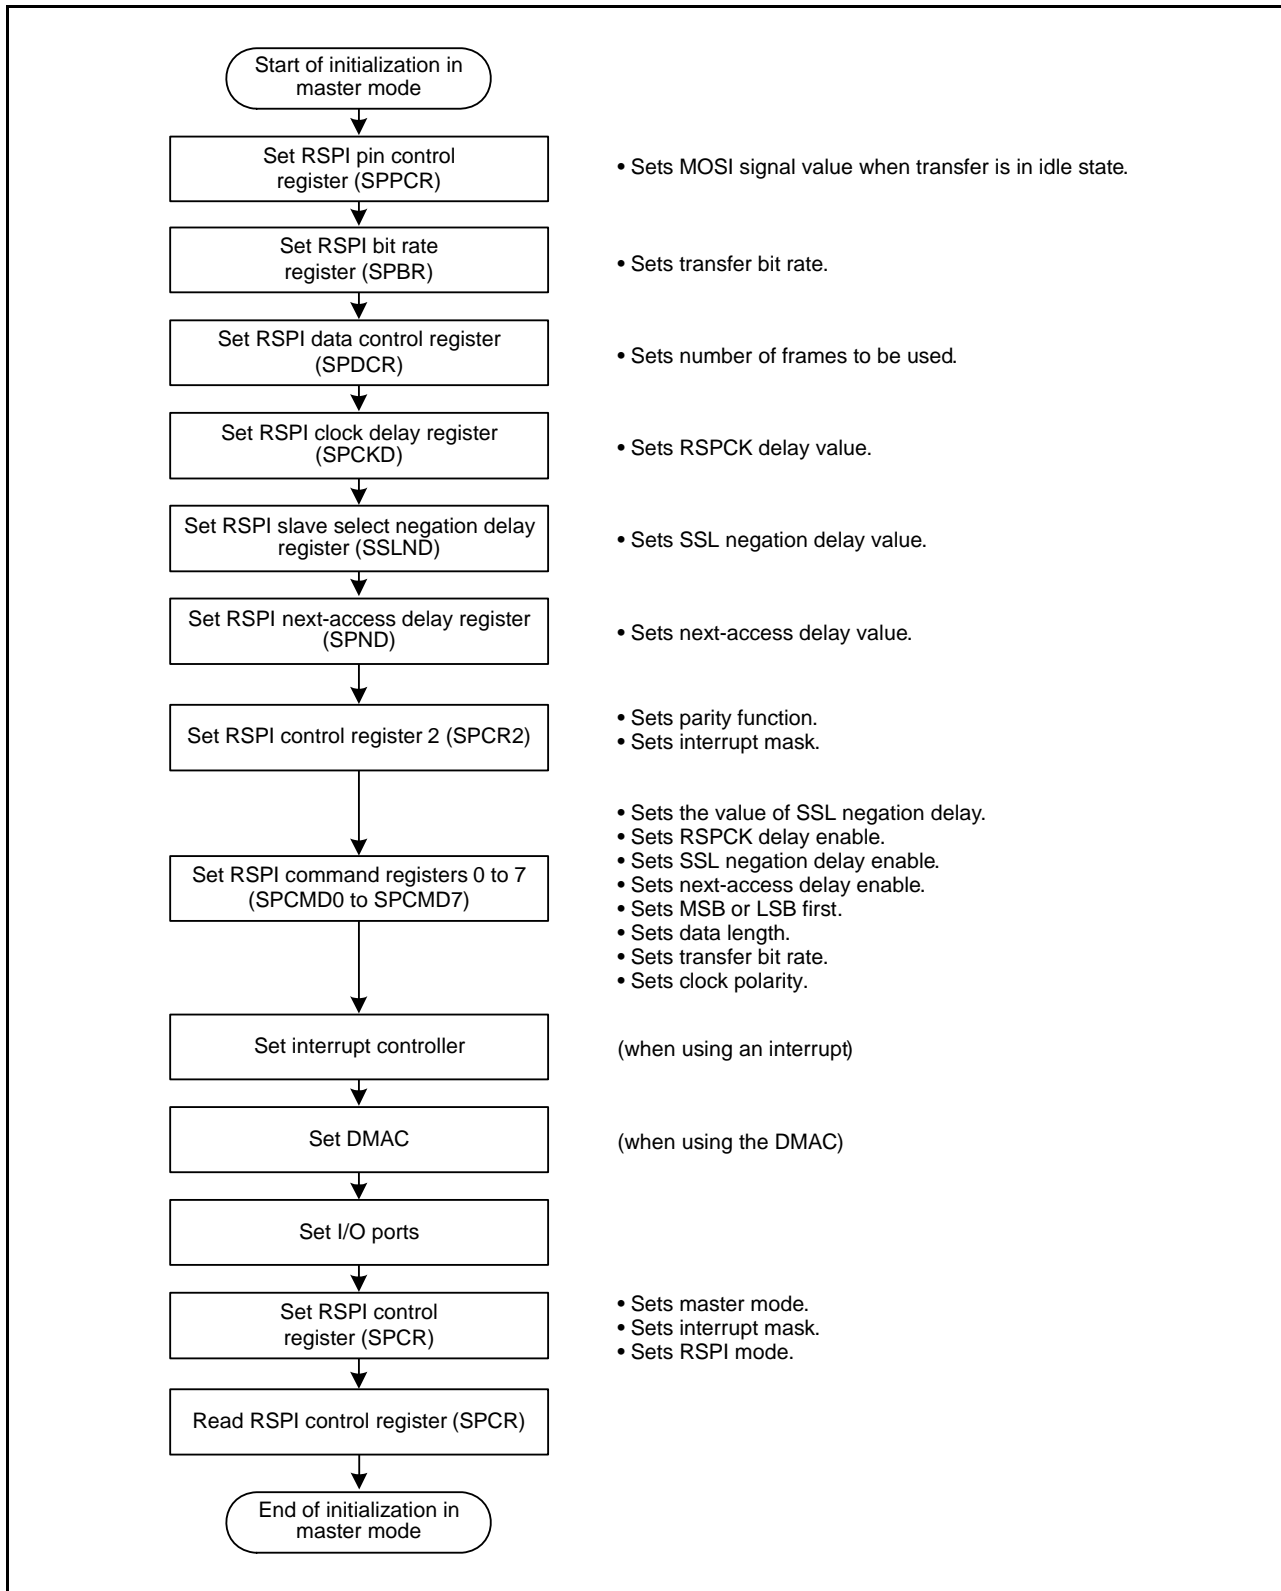 Start of initialization in
master mode
Set RSPI pin control
register (SPPCR)
• Sets MOSI signal value when transfer is in idle state.
Set RSPI bit rate
register (SPBR)
• Sets transfer bit rate.
Set RSPI data control register
(SPDCR)
• Sets number of frames to be used.
Set RSPI clock delay register
(SPCKD)
• Sets RSPCK delay value.
Set RSPI slave select negation delay
register (SSLND)
• Sets SSL negation delay value.
Set RSPI next-access delay register
(SPND)
• Sets next-access delay value.
Set RSPI control register 2 (SPCR2)
• Sets parity function.
• Sets interrupt mask.
Set RSPI command registers 0 to 7
(SPCMD0 to SPCMD7)
• Sets the value of SSL negation delay.
• Sets RSPCK delay enable.
• Sets SSL negation delay enable.
• Sets next-access delay enable.
• Sets MSB or LSB first.
• Sets data length.
• Sets transfer bit rate.
• Sets clock polarity.
Set interrupt controller
(when using an interrupt)
Set DMAC
(when using the DMAC)
Set I/O ports
Set RSPI control
register (SPCR)
• Sets master mode.
• Sets interrupt mask.
• Sets RSPI mode.
Read RSPI control register (SPCR)
End of initialization in
master mode